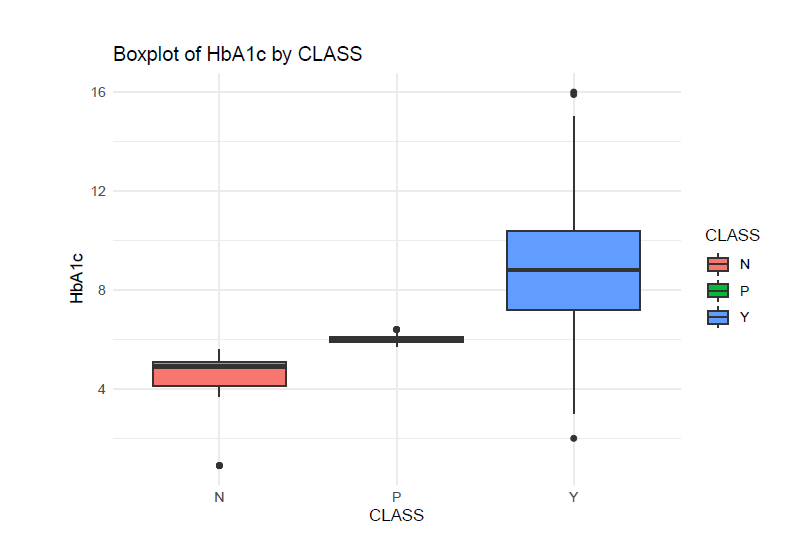 Boxplot of HbA1c by CLASS
16
12
8
4
HbA1c
N P Y
CLASS
CLASS
N
P
Y